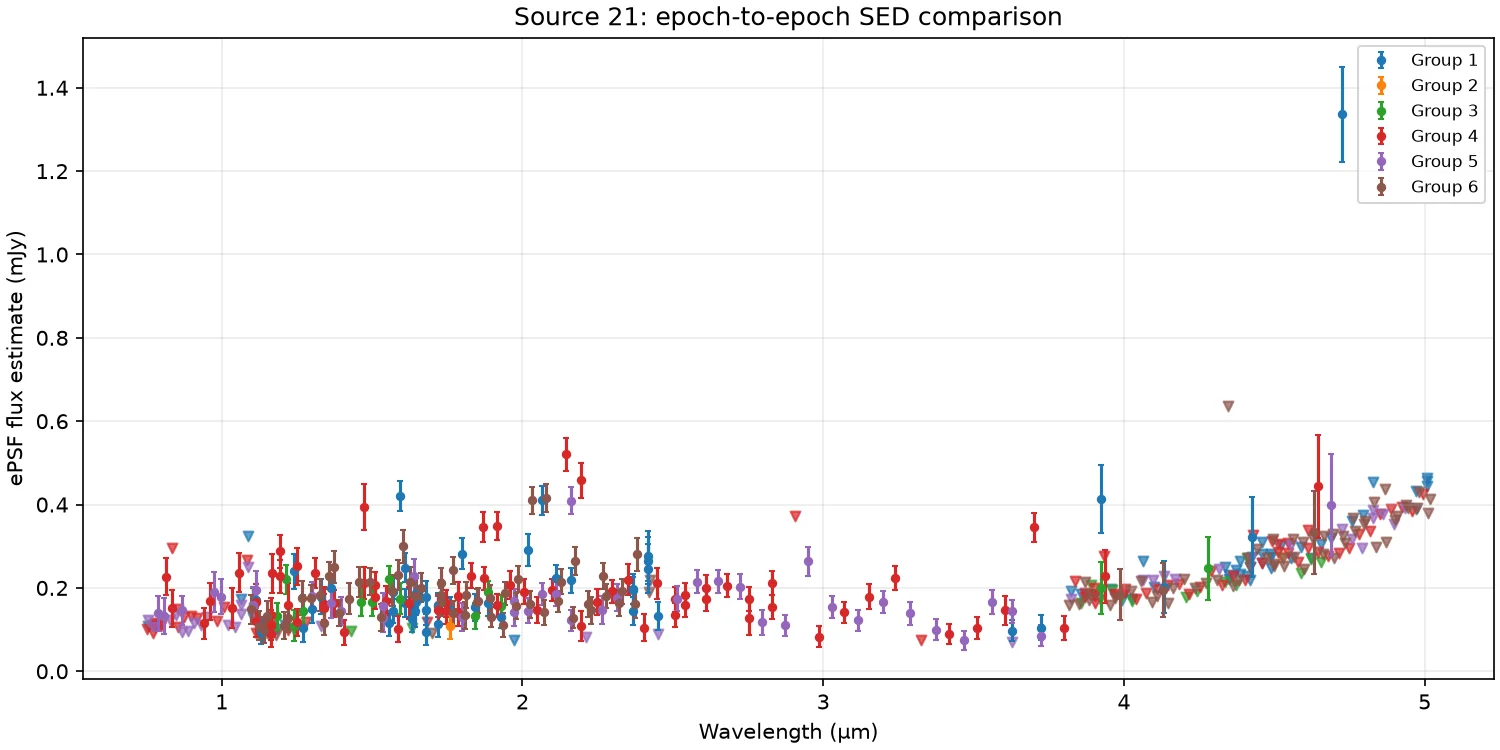 Source 21: epoch-to-epoch SED comparison
ePSF flux estimate (mJy)
1.4
1.2
1.0
0.8
0.6
0.4
0.2
0.0
Group 1
Group 2
Group 3
Group 4
Group 5
Group 6
1 2 3 4 5
Wavelength (μm)